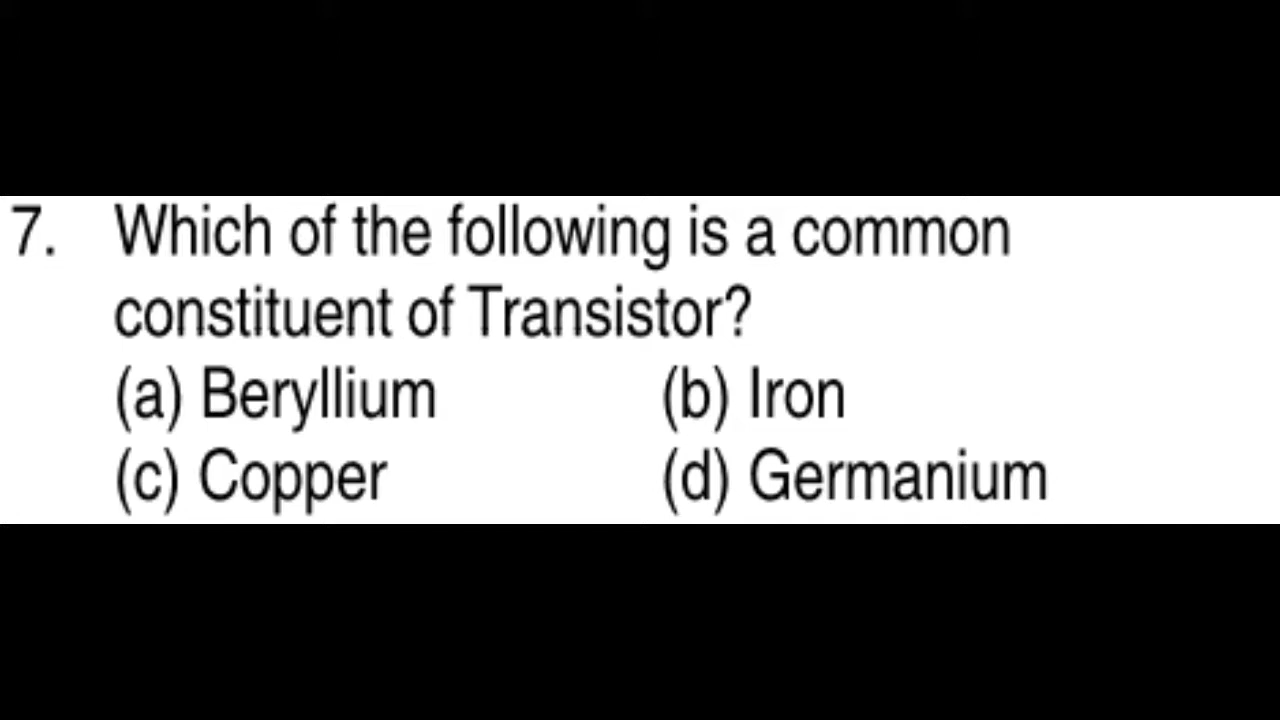 7. Which of the following is a common
constituent of Transistor?
(a) Beryllium (b) Iron
(c) Copper (d) Germanium